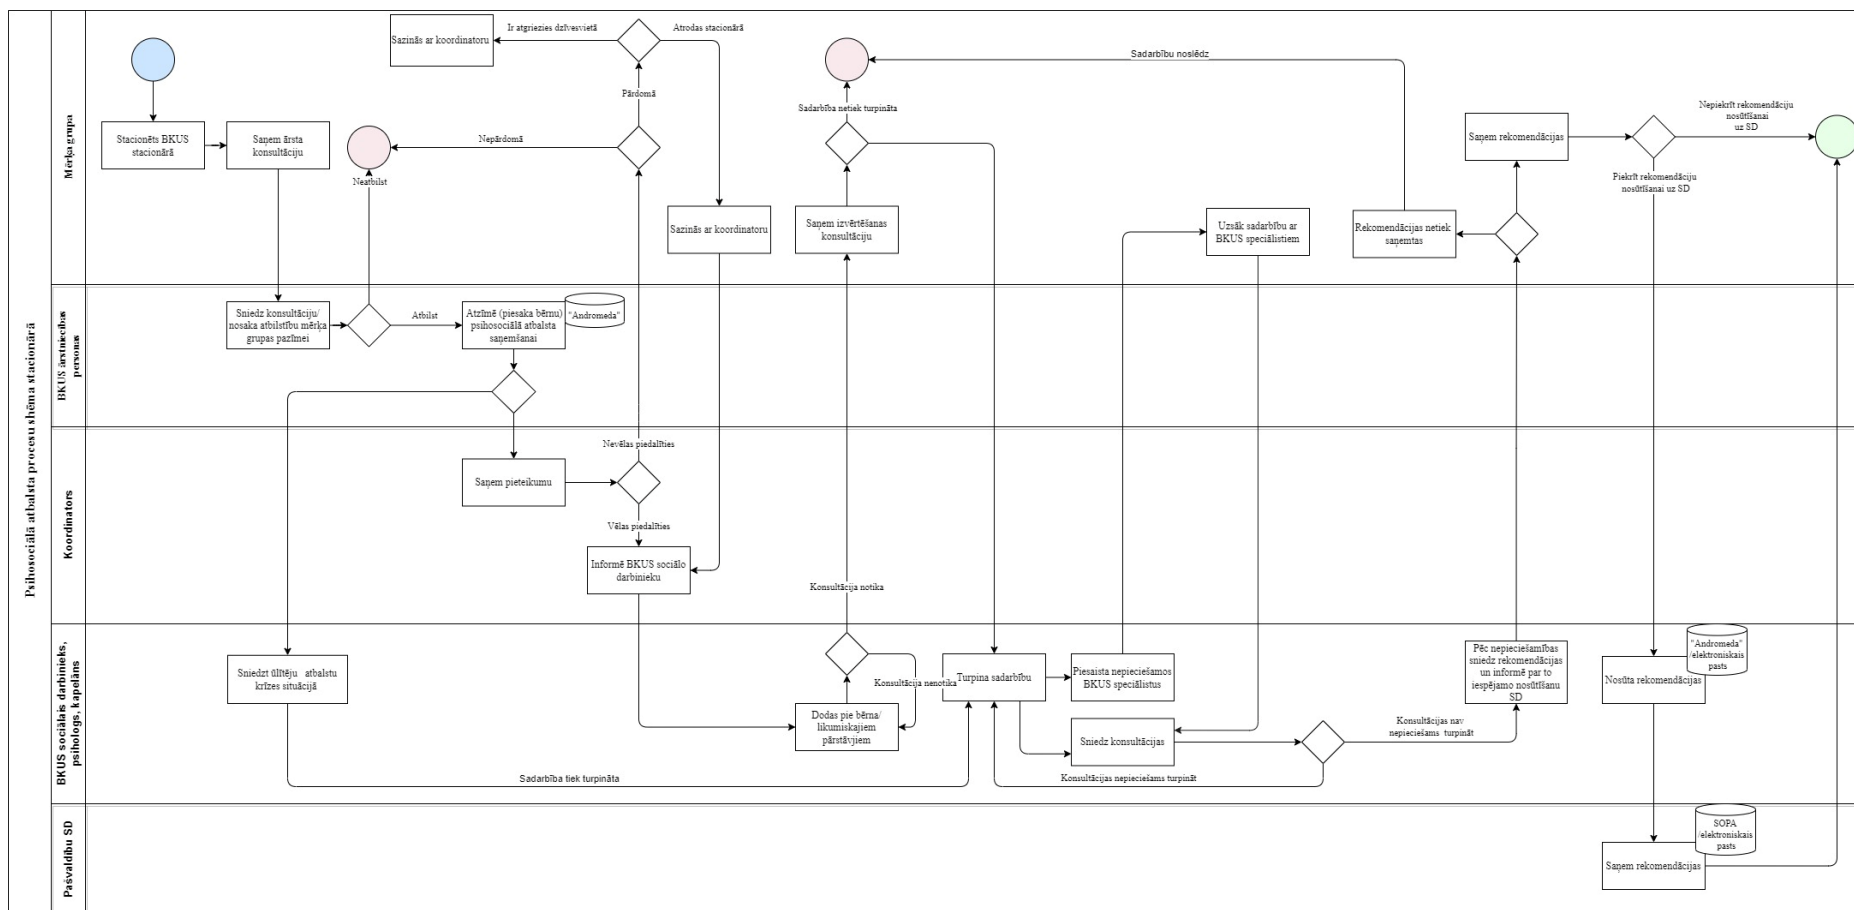 Psihosociālā atbalsta procesu shēma stacionārā
Mērķa grupa
Stacionēts BKUS
stacionārā
Saņem ārsta
konsultāciju
Neatbilst
Sazinās ar koordinatoru
Ir atgriezies dzīvesvietā
Atrodas stacionārā
Pārdomā
Nepārdomā
Sazinās ar koordinatoru
Sadarbība netiek turpināta
Saņem izvērtēšanas
konsultāciju
Sadarbību noslēdz
Uzsāk sadarbību ar
BKUS speciālistiem
Rekomendācijas netiek
saņemtas
Saņem rekomendācijas
Nepiekrīt rekomendāciju
nosūtīšanai
uz SD
Piekrīt rekomendāciju
nosūtīšanai uz SD
BKUS ārstniecības
personas
Sniedz konsultāciju/
nosaka atbilstību mērķa
grupas pazīmei
Atbilst
Atzīmē (piesaka bērnu)
psihosociālā atbalsta
saņemšanai
"Andromeda"
Koordinators
Saņem pieteikumu
Nevēlas piedalīties
Vēlas piedalīties
Informē BKUS sociālo
darbinieku
Konsultācija notika
BKUS sociālais darbinieks,
psihologs, kapelāns
Sniedzt ūlītēju atbalstu
krīzes situācijā
Sadarbība tiek turpināta
Konsultācija nenotika
Dodas pie bērna/
likumiskajiem
pārstāvjiem
Turpina sadarbību
Piesaista nepieciešamos
BKUS speciālistus
Sniedz konsultācijas
Konsultācijas nepieciešams turpināt
Konsultācijas nav
nepieciešams turpināt
Pēc nepieciešamības
sniedz rekomendācijas
un informē par to
iespējamo nosūtīšanu
SD
"Andromeda"
/elektroniskais
pasts
Nosūta rekomendācijas
Pašvaldību SD
SOPA
/elektroniskais
pasts
Saņem rekomendācijas